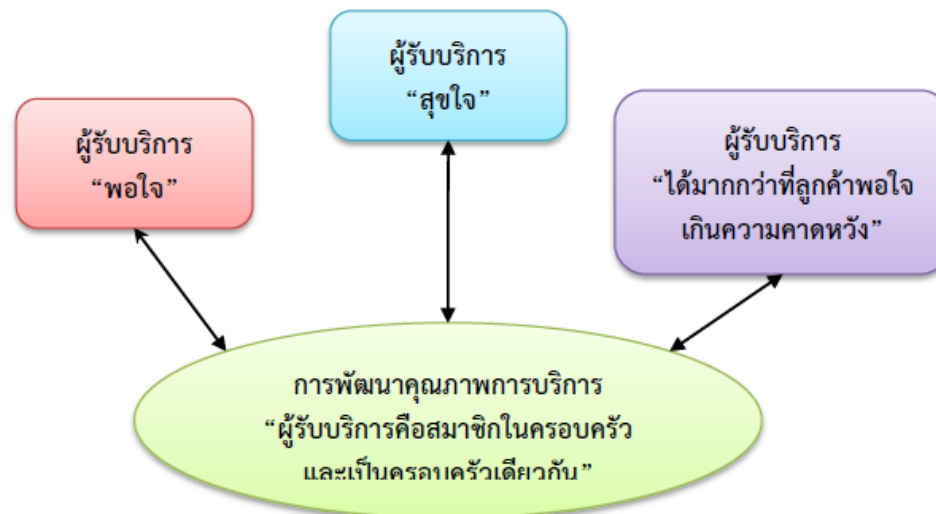 ผู้รับบริการ
“พอใจ”
ผู้รับบริการ
“สุขใจ”
ผู้รับบริการ
“ได้มากกว่าที่ลูกค้าพอใจ
เกินความคาดหวัง”
การพัฒนาคุณภาพการบริการ
“ผู้รับบริการคือสมาชิกในครอบครัว
และเป็นครอบครัวเดียวกัน”